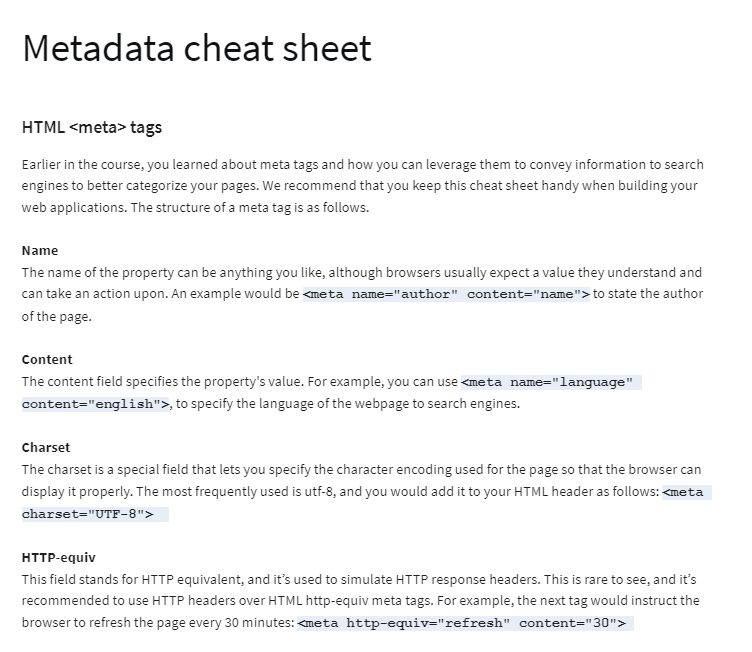 Metadata cheat sheet
HTML <meta> tags
Earlier in the course, you learned about meta tags and how you can leverage them to convey information to search
engines to better categorize your pages. We recommend that you keep this cheat sheet handy when building your
web applications. The structure of a meta tag is as follows.
Name
The name of the property can be anything you like, although browsers usually expect a value they understand and
can take an action upon. An example would be <meta name="author" content="name"> to state the author
of the page.
Content
The content field specifies the property's value. For example, you can use <meta name="language"
content="english">, to specify the language of the webpage to search engines.
Charset
The charset is a special field that lets you specify the character encoding used for the page so that the browser can
display it properly. The most frequently used is utf-8, and you would add it to your HTML header as follows: <meta
charset="UTF-8">
HTTP-equiv
This field stands for HTTP equivalent, and it’s used to simulate HTTP response headers. This is rare to see, and it’s
recommended to use HTTP headers over HTML http-equiv meta tags. For example, the next tag would instruct the
browser to refresh the page every 30 minutes: <meta http-equiv="refresh" content="30">